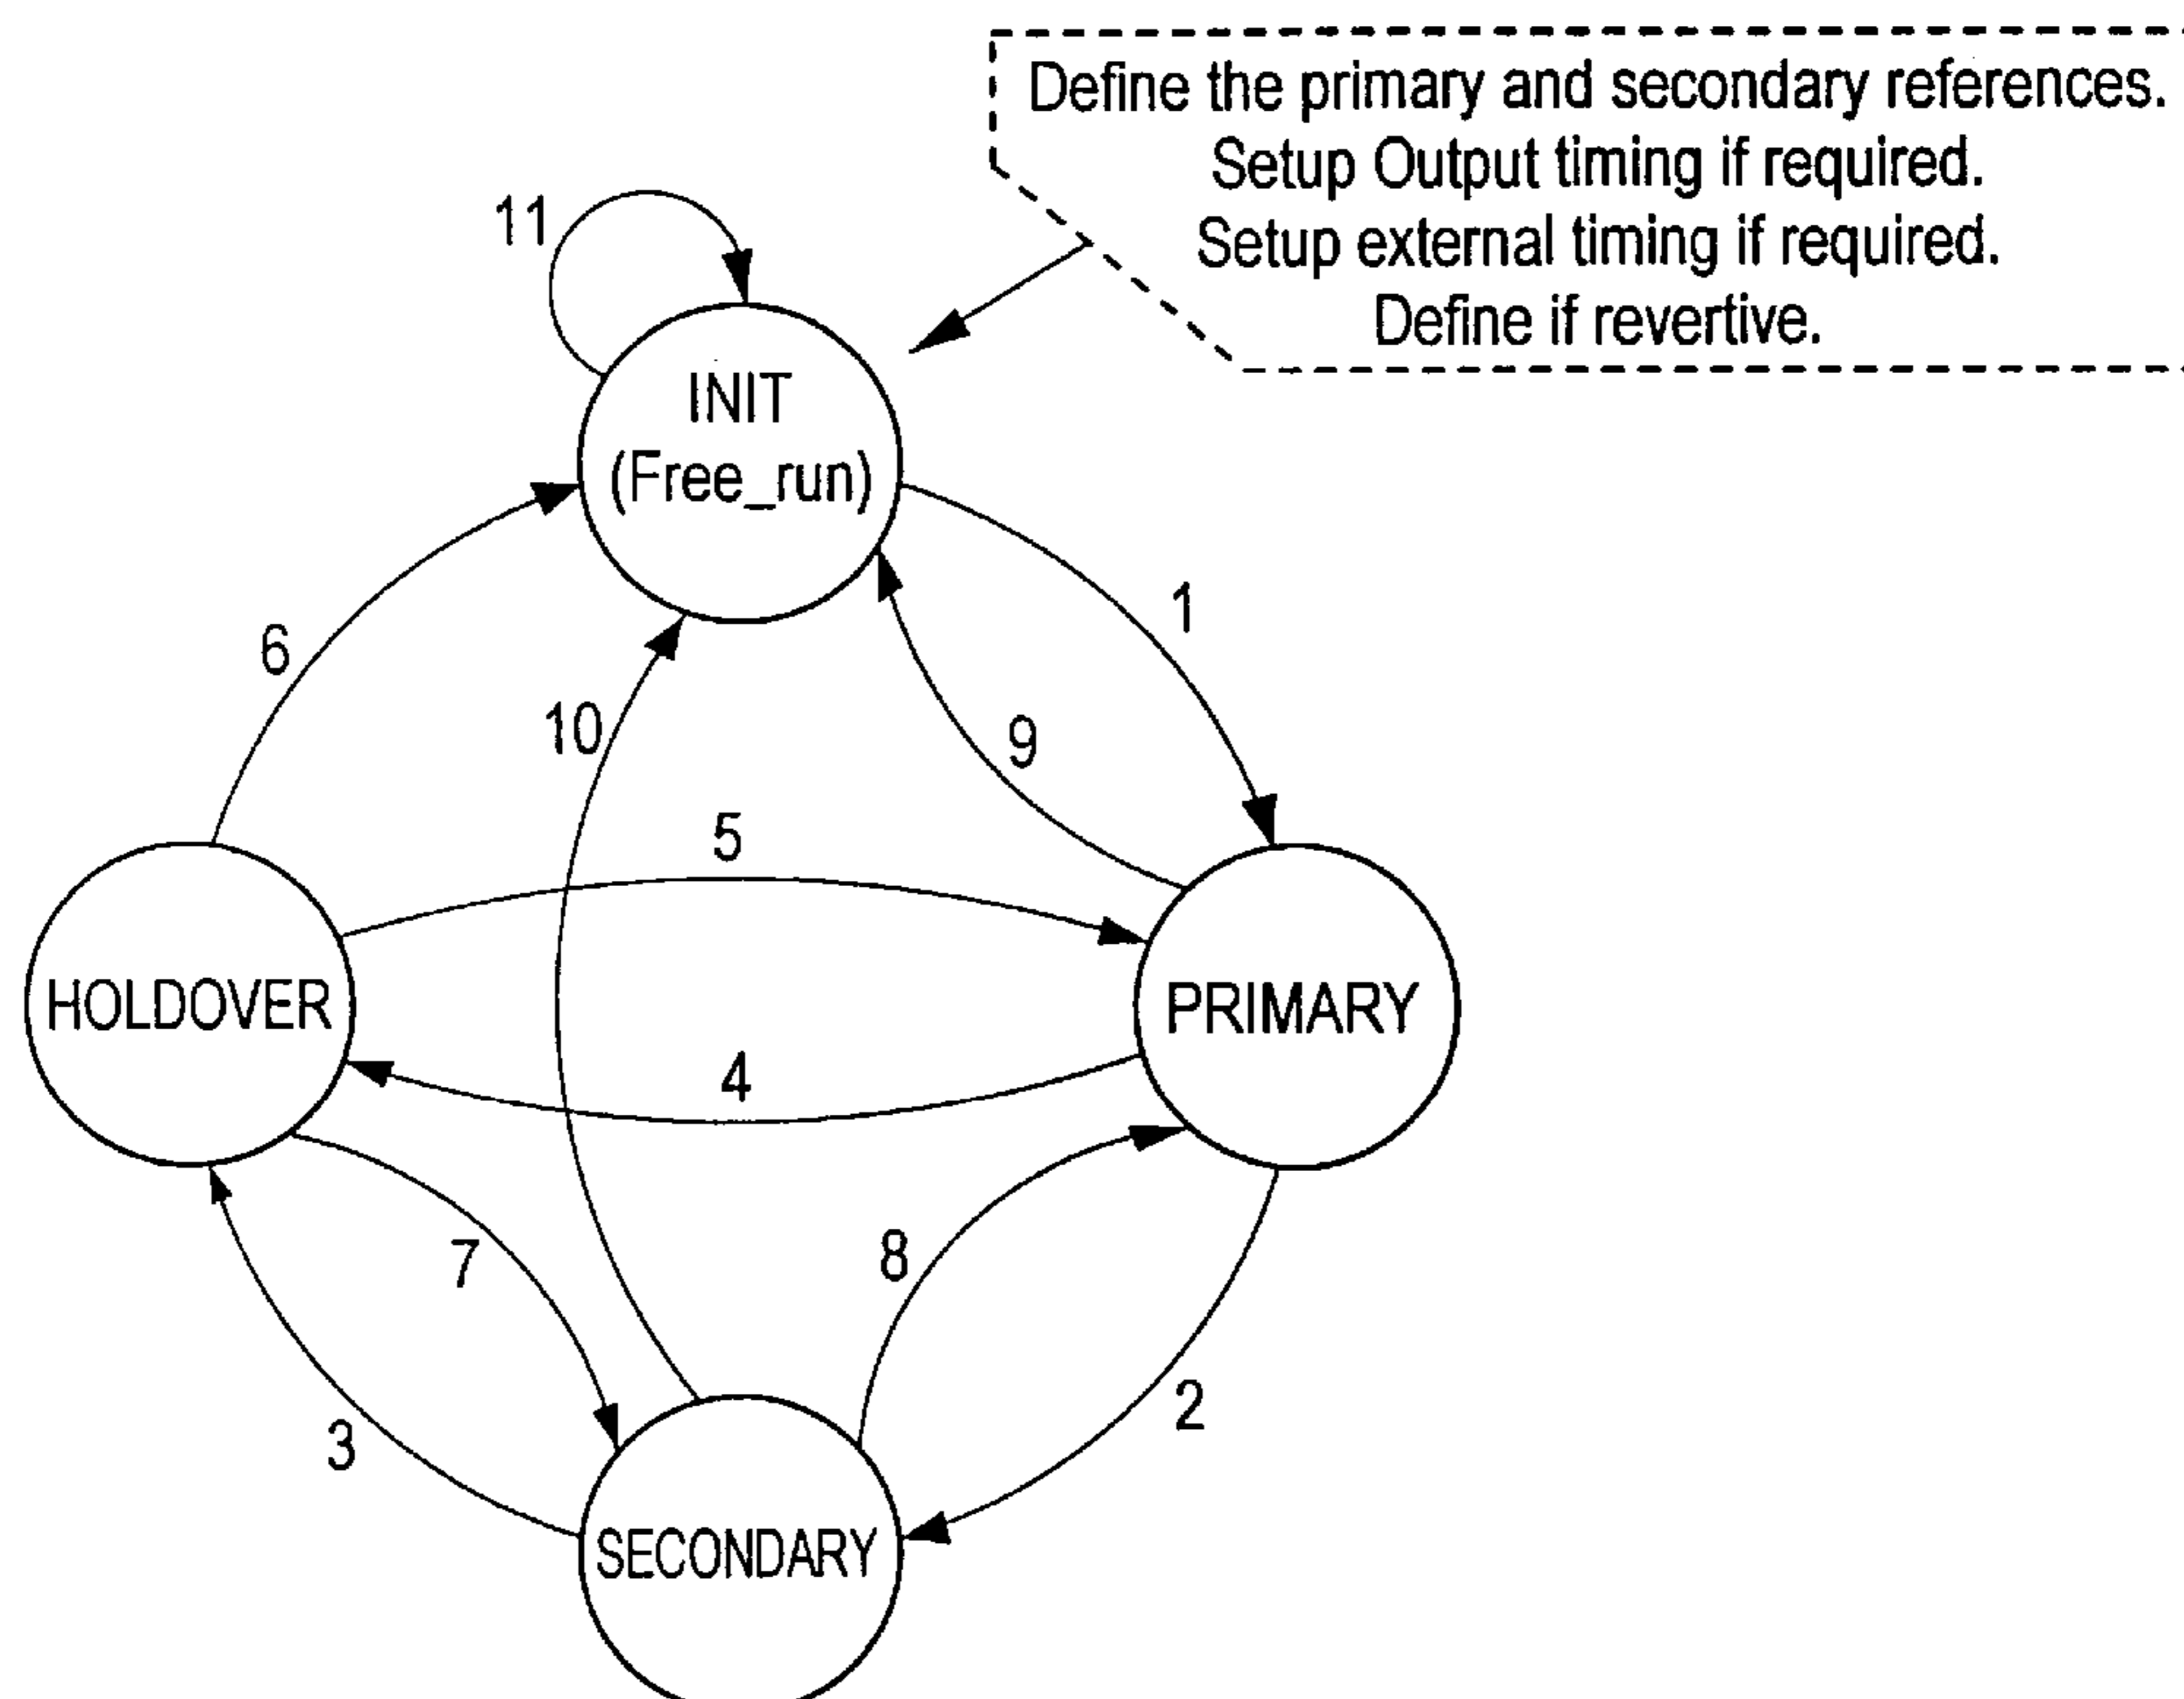 Define the primary and secondary references.
Setup Output timing if required.
Setup external timing if required.
Define if revertive.
11
INIT
(Free_run)
1
6
10
9
5
HOLDOVER
PRIMARY
4
7
8
3
2
SECONDARY